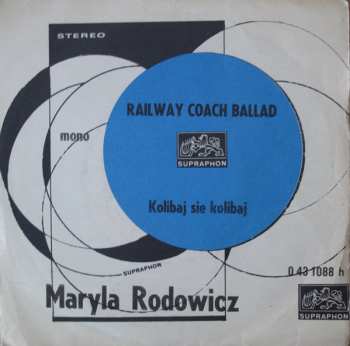 STEREO
RAILWAY COACH BALLAD
mono
SUPRAPHON
Kolibaj sie kolibaj
SUPRAPHON
0 43 1088 h
Maryla Rodowicz
SUPRAPHON